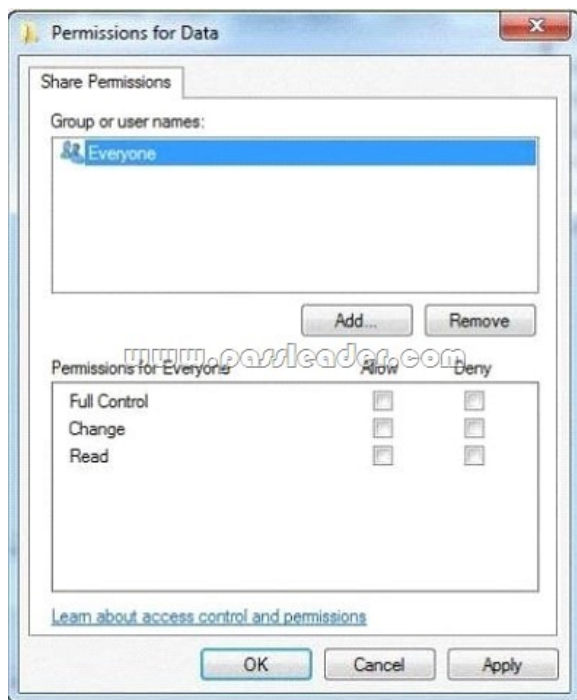 Permissions for Data
Share Permissions
Group or user names:
Everyone
Add...
Remove
www.passleader.com
Permissions for Everyone Allow Deny
Full Control
Change
Read
Learn about access control and permissions
OK
Cancel
Apply